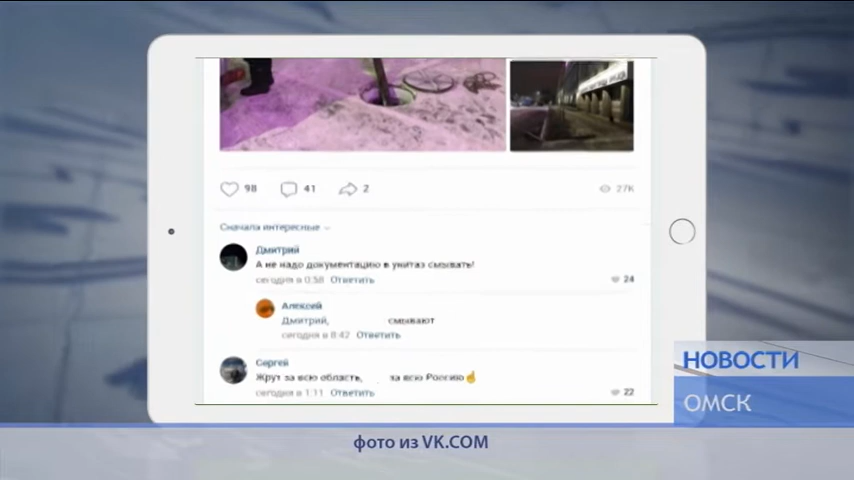 98 41 2 27K
Сначала интересные
Дмитрий
А не надо документацию в унитаз смывать!
сегодня в 0:58 Ответить 24
Алексей
Дмитрий, смывают
сегодня в 8:42 Ответить
Сергей
Жрут за всю область, за всю Россию☝
сегодня в 1:11 Ответить 22
НОВОСТИ
ОМСК
фото из VK.COM